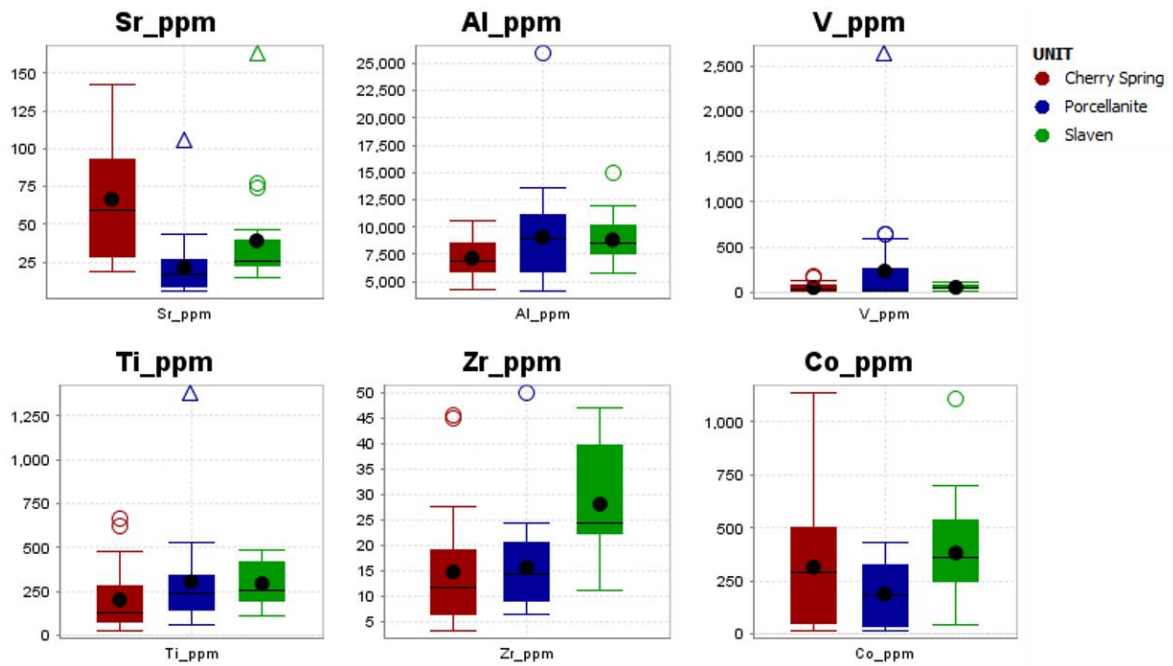 Sr_ppm
150
125
100
75
50
25
Sr_ppm
Al_ppm
25,000
22,500
20,000
17,500
15,000
12,500
10,000
7,500
5,000
Al_ppm
V_ppm
2,500
2,000
1,500
1,000
500
0
V_ppm
UNIT
Cherry Spring
Porcellanite
Slaven
Ti_ppm
1,250
1,000
750
500
250
0
Ti_ppm
Zr_ppm
50
45
40
35
30
25
20
15
10
5
Zr_ppm
Co_ppm
1,000
750
500
250
0
Co_ppm